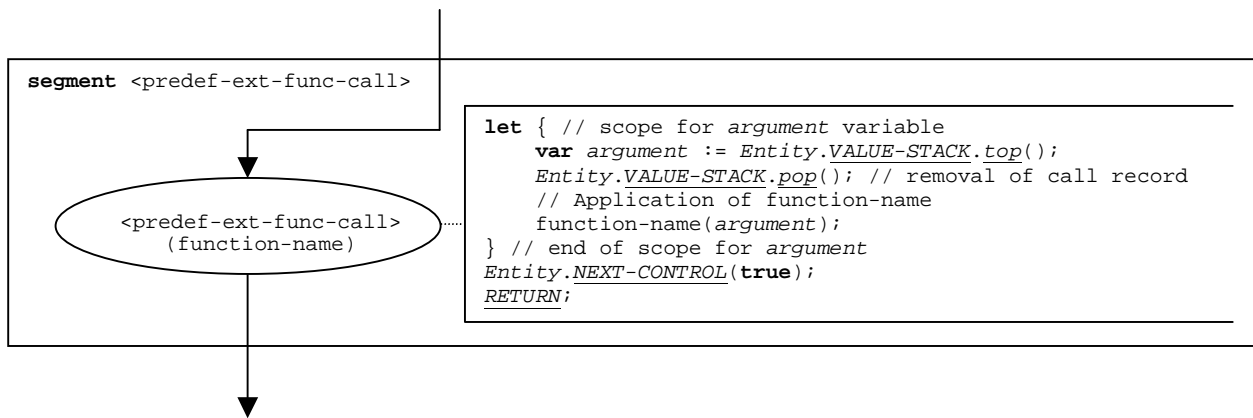 segment <predef-ext-func-call>
let { // scope for argument variable
var argument := Entity.VALUE-STACK.top();
Entity.VALUE-STACK.pop(); // removal of call record
// Application of function-name
function-name(argument);
} // end of scope for argument
Entity.NEXT-CONTROL(true);
RETURN;
<predef-ext-func-call>
(function-name)